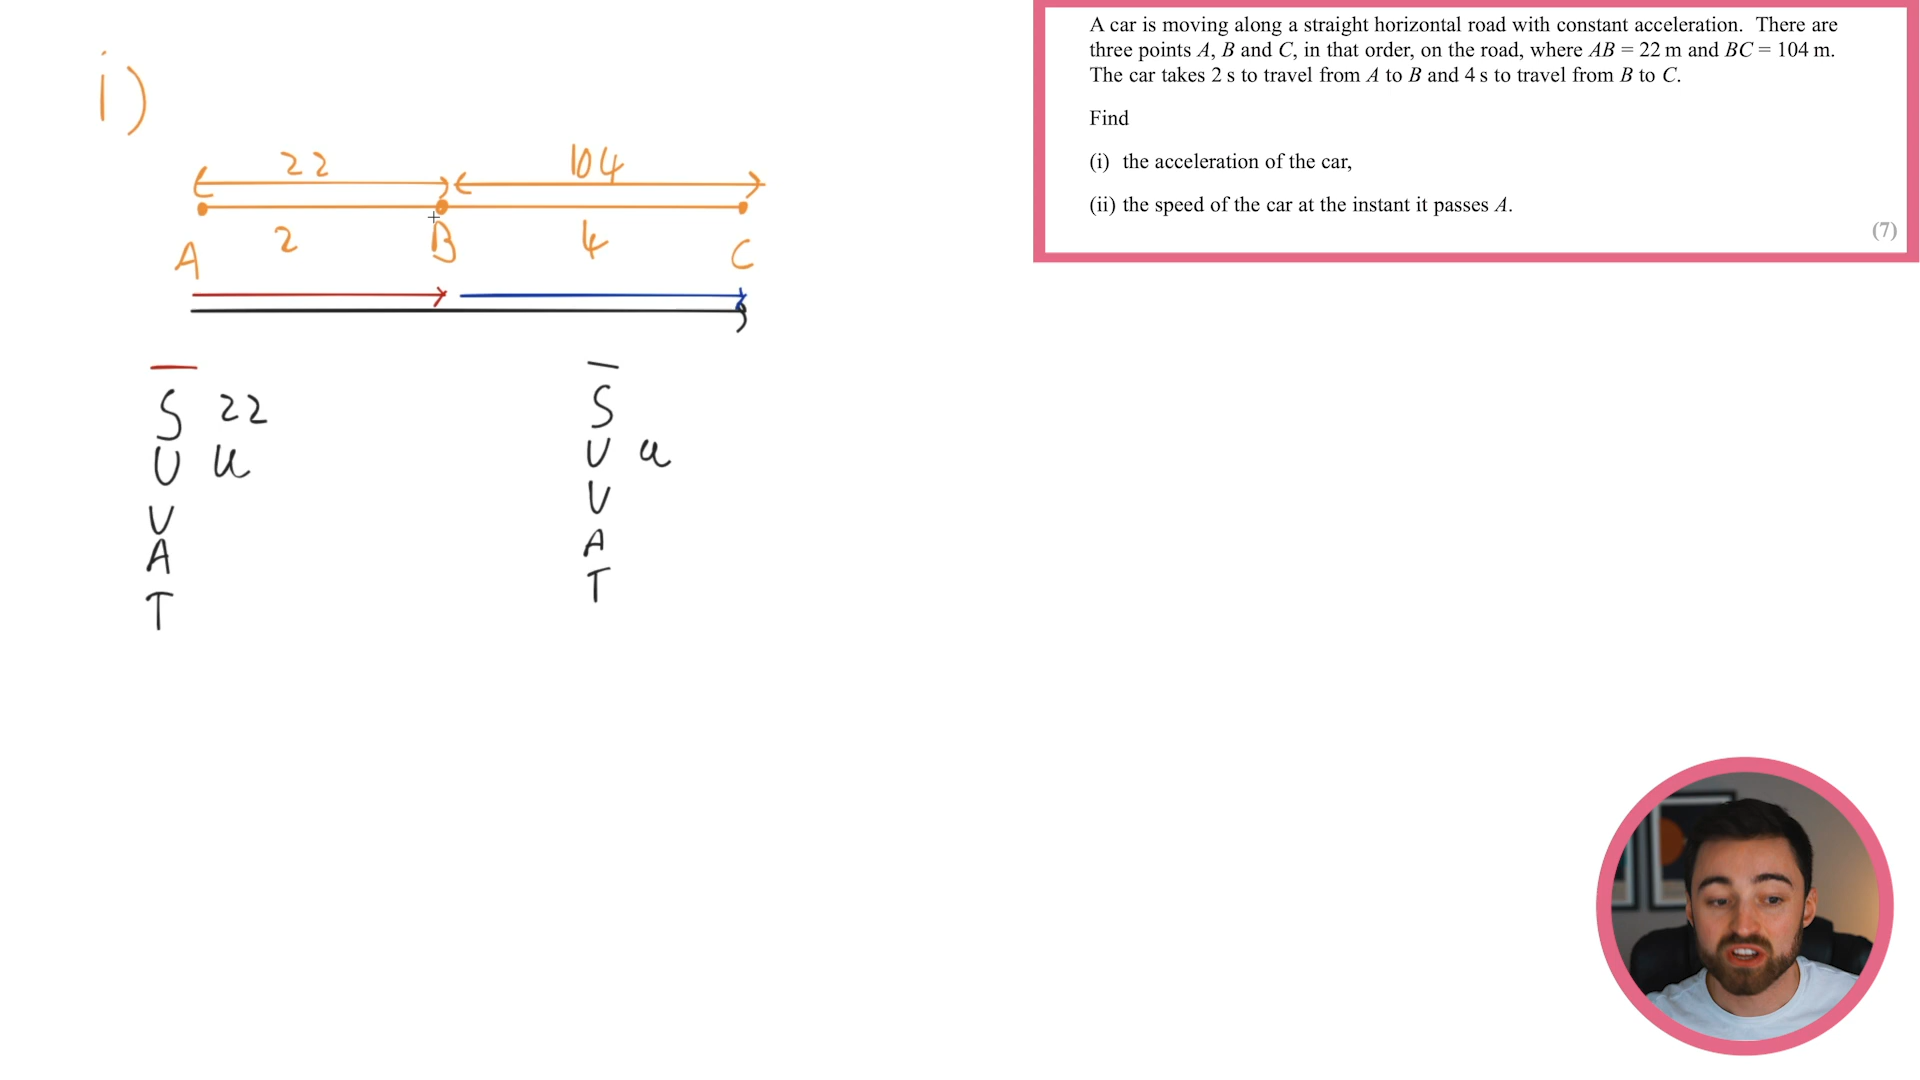 A car is moving along a straight horizontal road with constant acceleration. There are
three points A, B and C, in that order, on the road, where AB = 22 m and BC = 104 m.
The car takes 2 s to travel from A to B and 4 s to travel from B to C.
Find
(i) the acceleration of the car,
(ii) the speed of the car at the instant it passes A.
(7)
i)
22 104
2 4
A B C
S 22
U u
V
A
T
S
U u
V
A
T